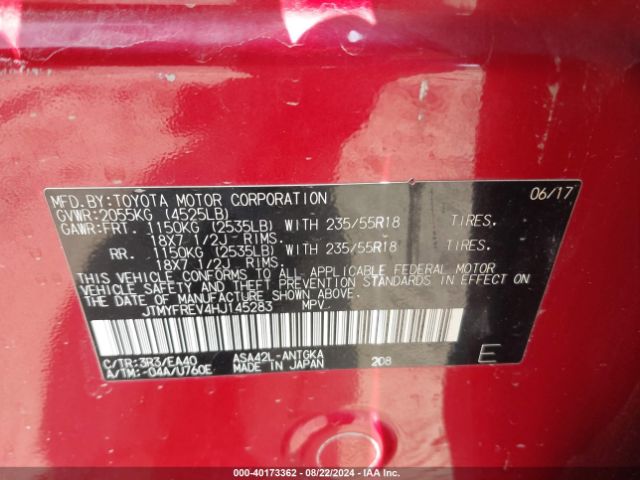 MFD.BY:TOYOTA MOTOR CORPORATION 06/17
GVWR:2055KG (4525LB)
GAWR:FRT. 1150KG (2535LB) WITH 235/55R18 TIRES,
18X7 1/2J - RIMS.
RR. 1150KG (2535LB) WITH 235/55R18 TIRES,
18X7 1/2J - RIMS.
THIS VEHICLE CONFORMS TO ALL APPLICABLE FEDERAL MOTOR
VEHICLE SAFETY AND THEFT PREVENTION STANDARDS IN EFFECT ON
THE DATE OF MANUFACTURE SHOWN ABOVE.
JTMYFREV4HJ145283 MPV
C/TR:3R3/EA40 ASA42L-ANTGKA 208 E
A/TM:-04A/U760E MADE IN JAPAN
000-40173362 - 08/22/2024 - IAA Corp.